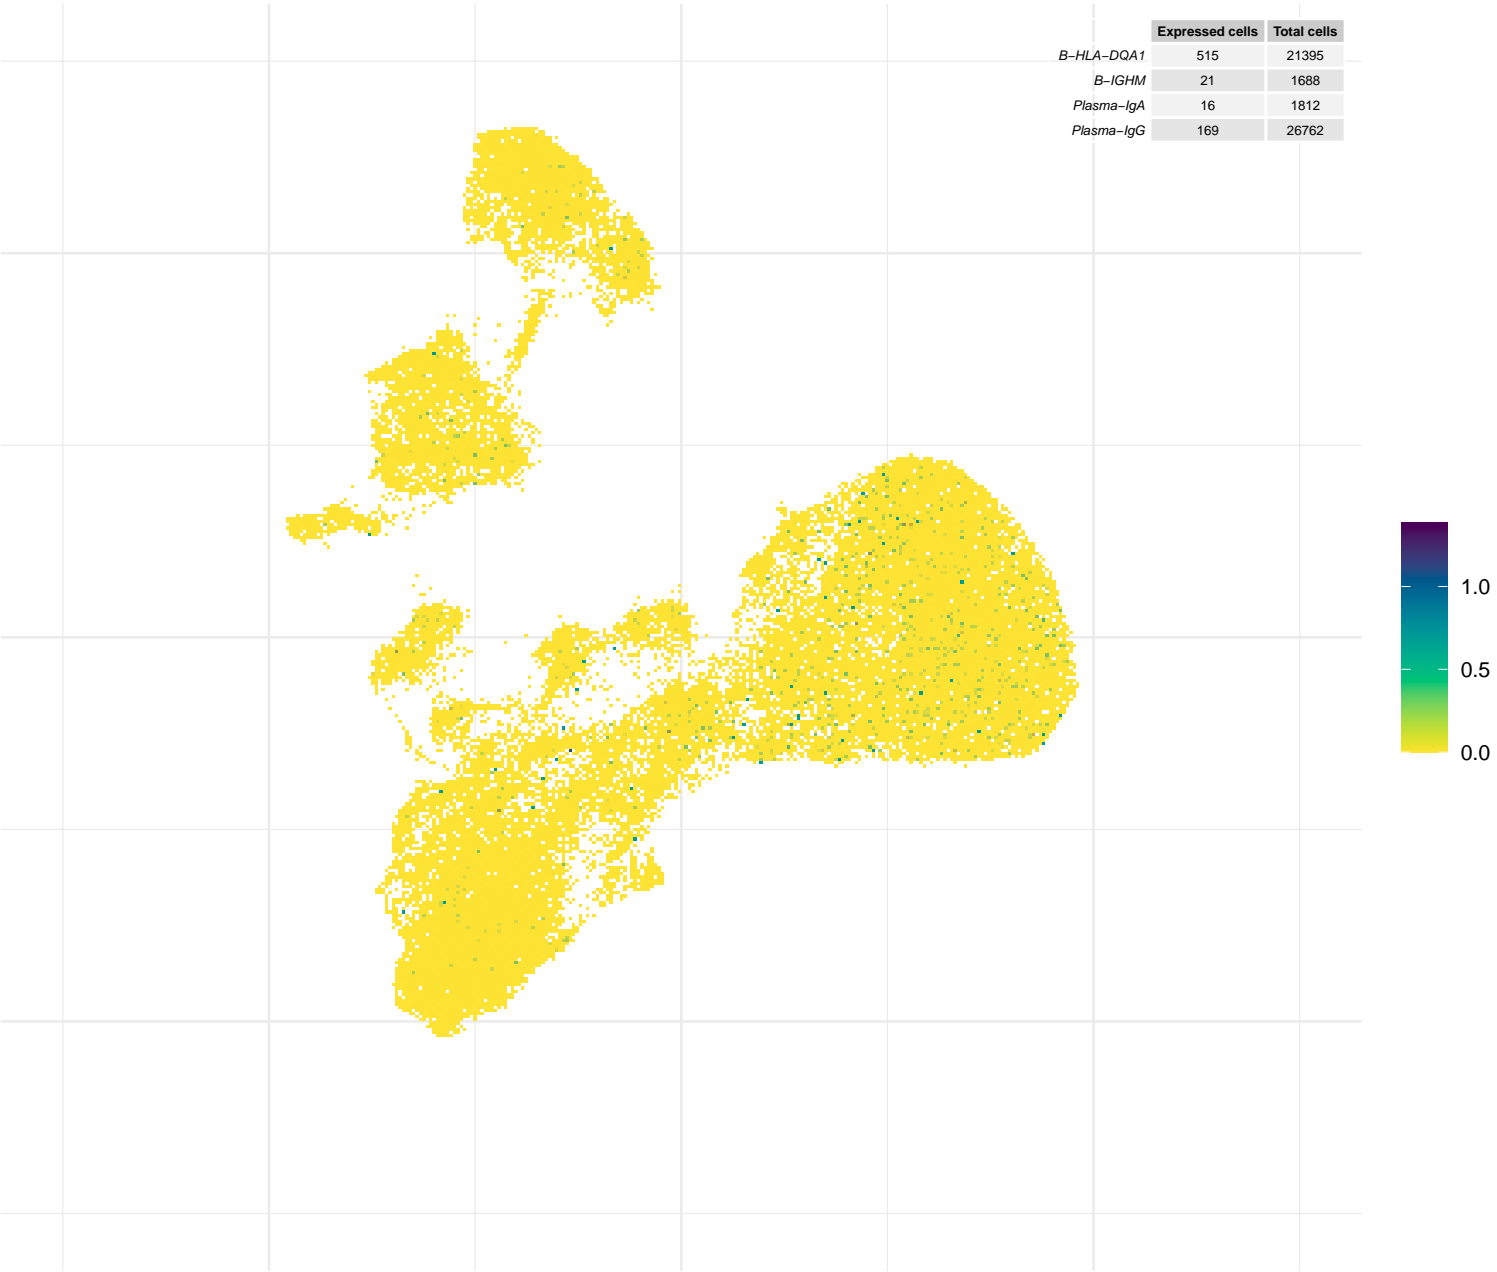 Expressed cells Total cells
B−HLA−DQA1 515 21395
B−IGHM 21 1688
Plasma−IgA 16 1812
Plasma−IgG 169 26762
1.0
0.5
0.0